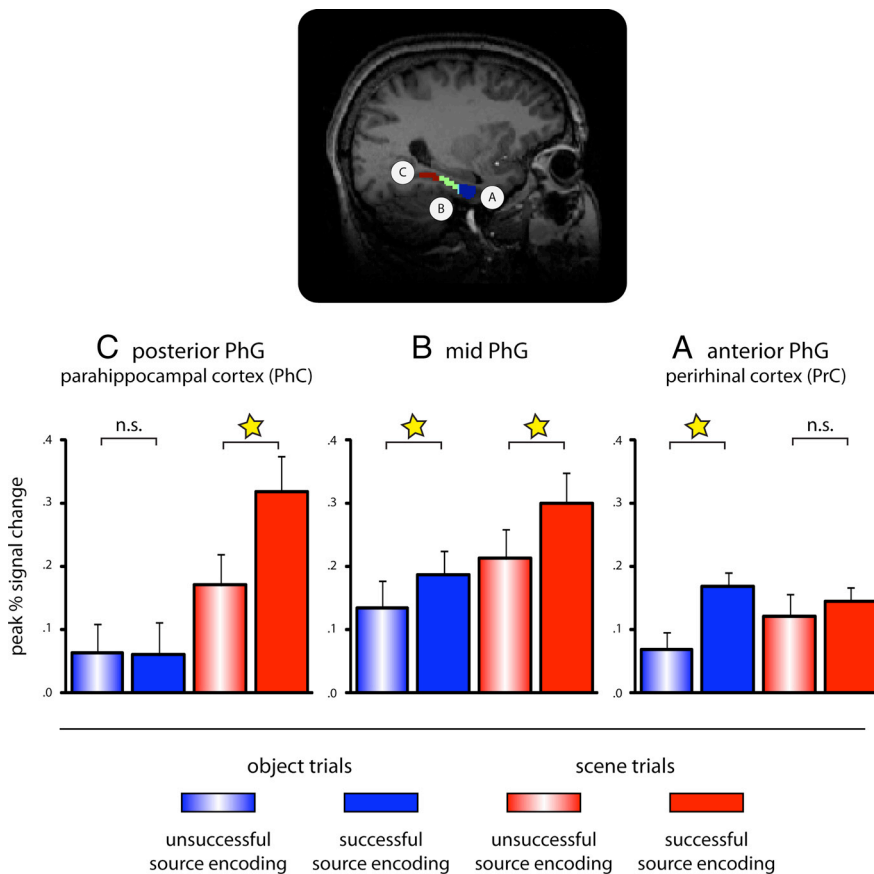 C
B
A
C posterior PhG
parahippocampal cortex (PhC)
B mid PhG
A anterior PhG
perirhinal cortex (PrC)
n.s.
n.s.
peak % signal change
.4
.3
.2
.1
.0
.4
.3
.2
.1
.0
.4
.3
.2
.1
.0
object trials
scene trials
unsuccessful
source encoding
successful
source encoding
unsuccessful
source encoding
successful
source encoding